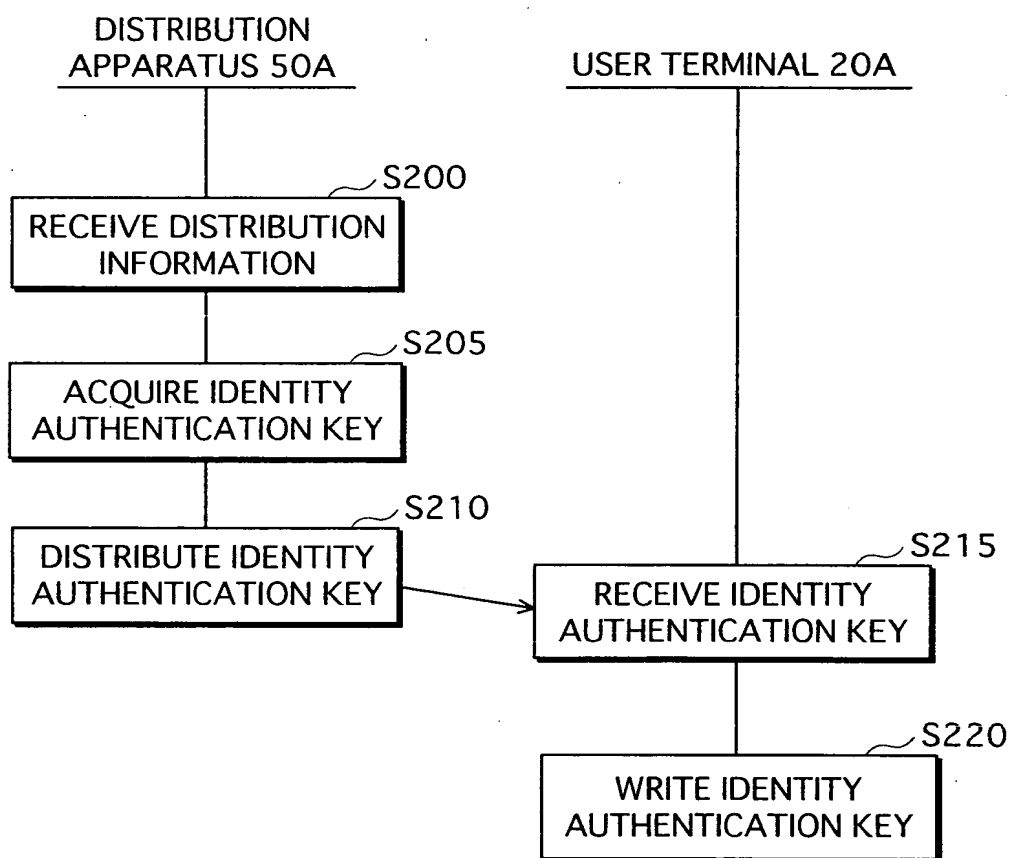 DISTRIBUTION
APPARATUS 50A
USER TERMINAL 20A
S200
RECEIVE DISTRIBUTION
INFORMATION
S205
ACQUIRE IDENTITY
AUTHENTICATION KEY
S210
DISTRIBUTE IDENTITY
AUTHENTICATION KEY
S215
RECEIVE IDENTITY
AUTHENTICATION KEY
S220
WRITE IDENTITY
AUTHENTICATION KEY